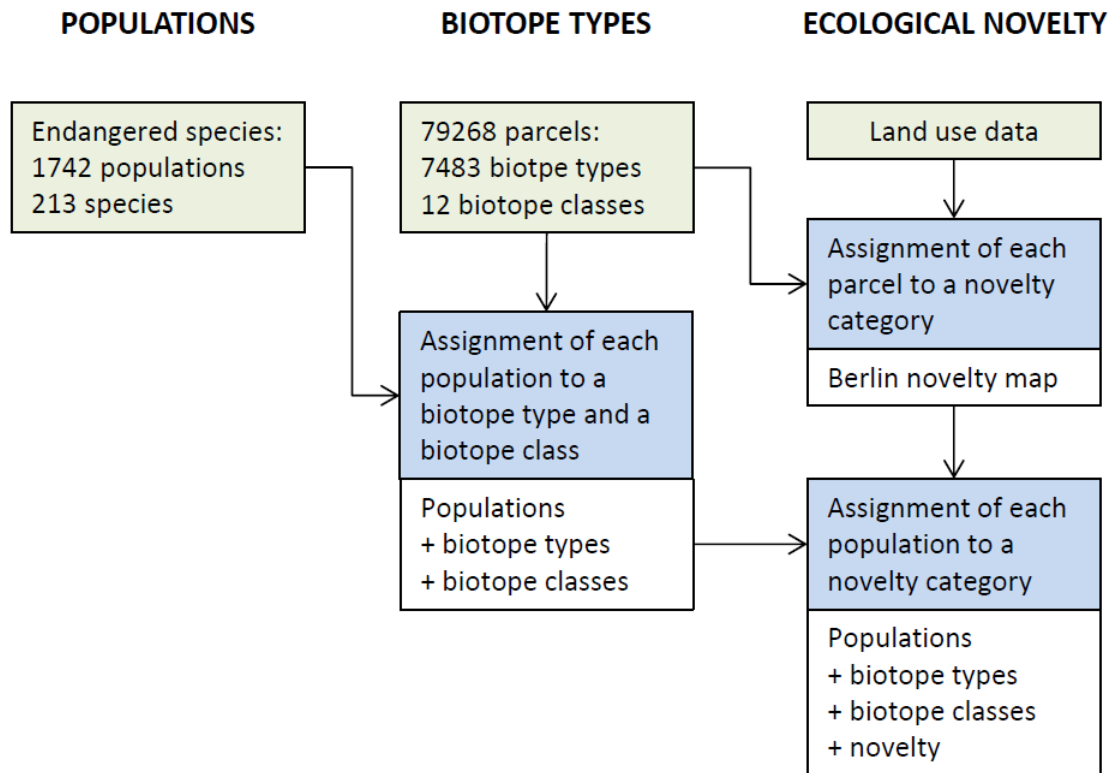 POPULATIONS
BIOTOPE TYPES
ECOLOGICAL NOVELTY
Endangered species:
1742 populations
213 species
79268 parcels:
7483 biotpe types
12 biotope classes
Land use data
Assignment of each
parcel to a novelty
category
Berlin novelty map
Assignment of each
population to a
biotope type and a
biotope class
Populations
+ biotope types
+ biotope classes
Assignment of each
population to a
novelty category
Populations
+ biotope types
+ biotope classes
+ novelty